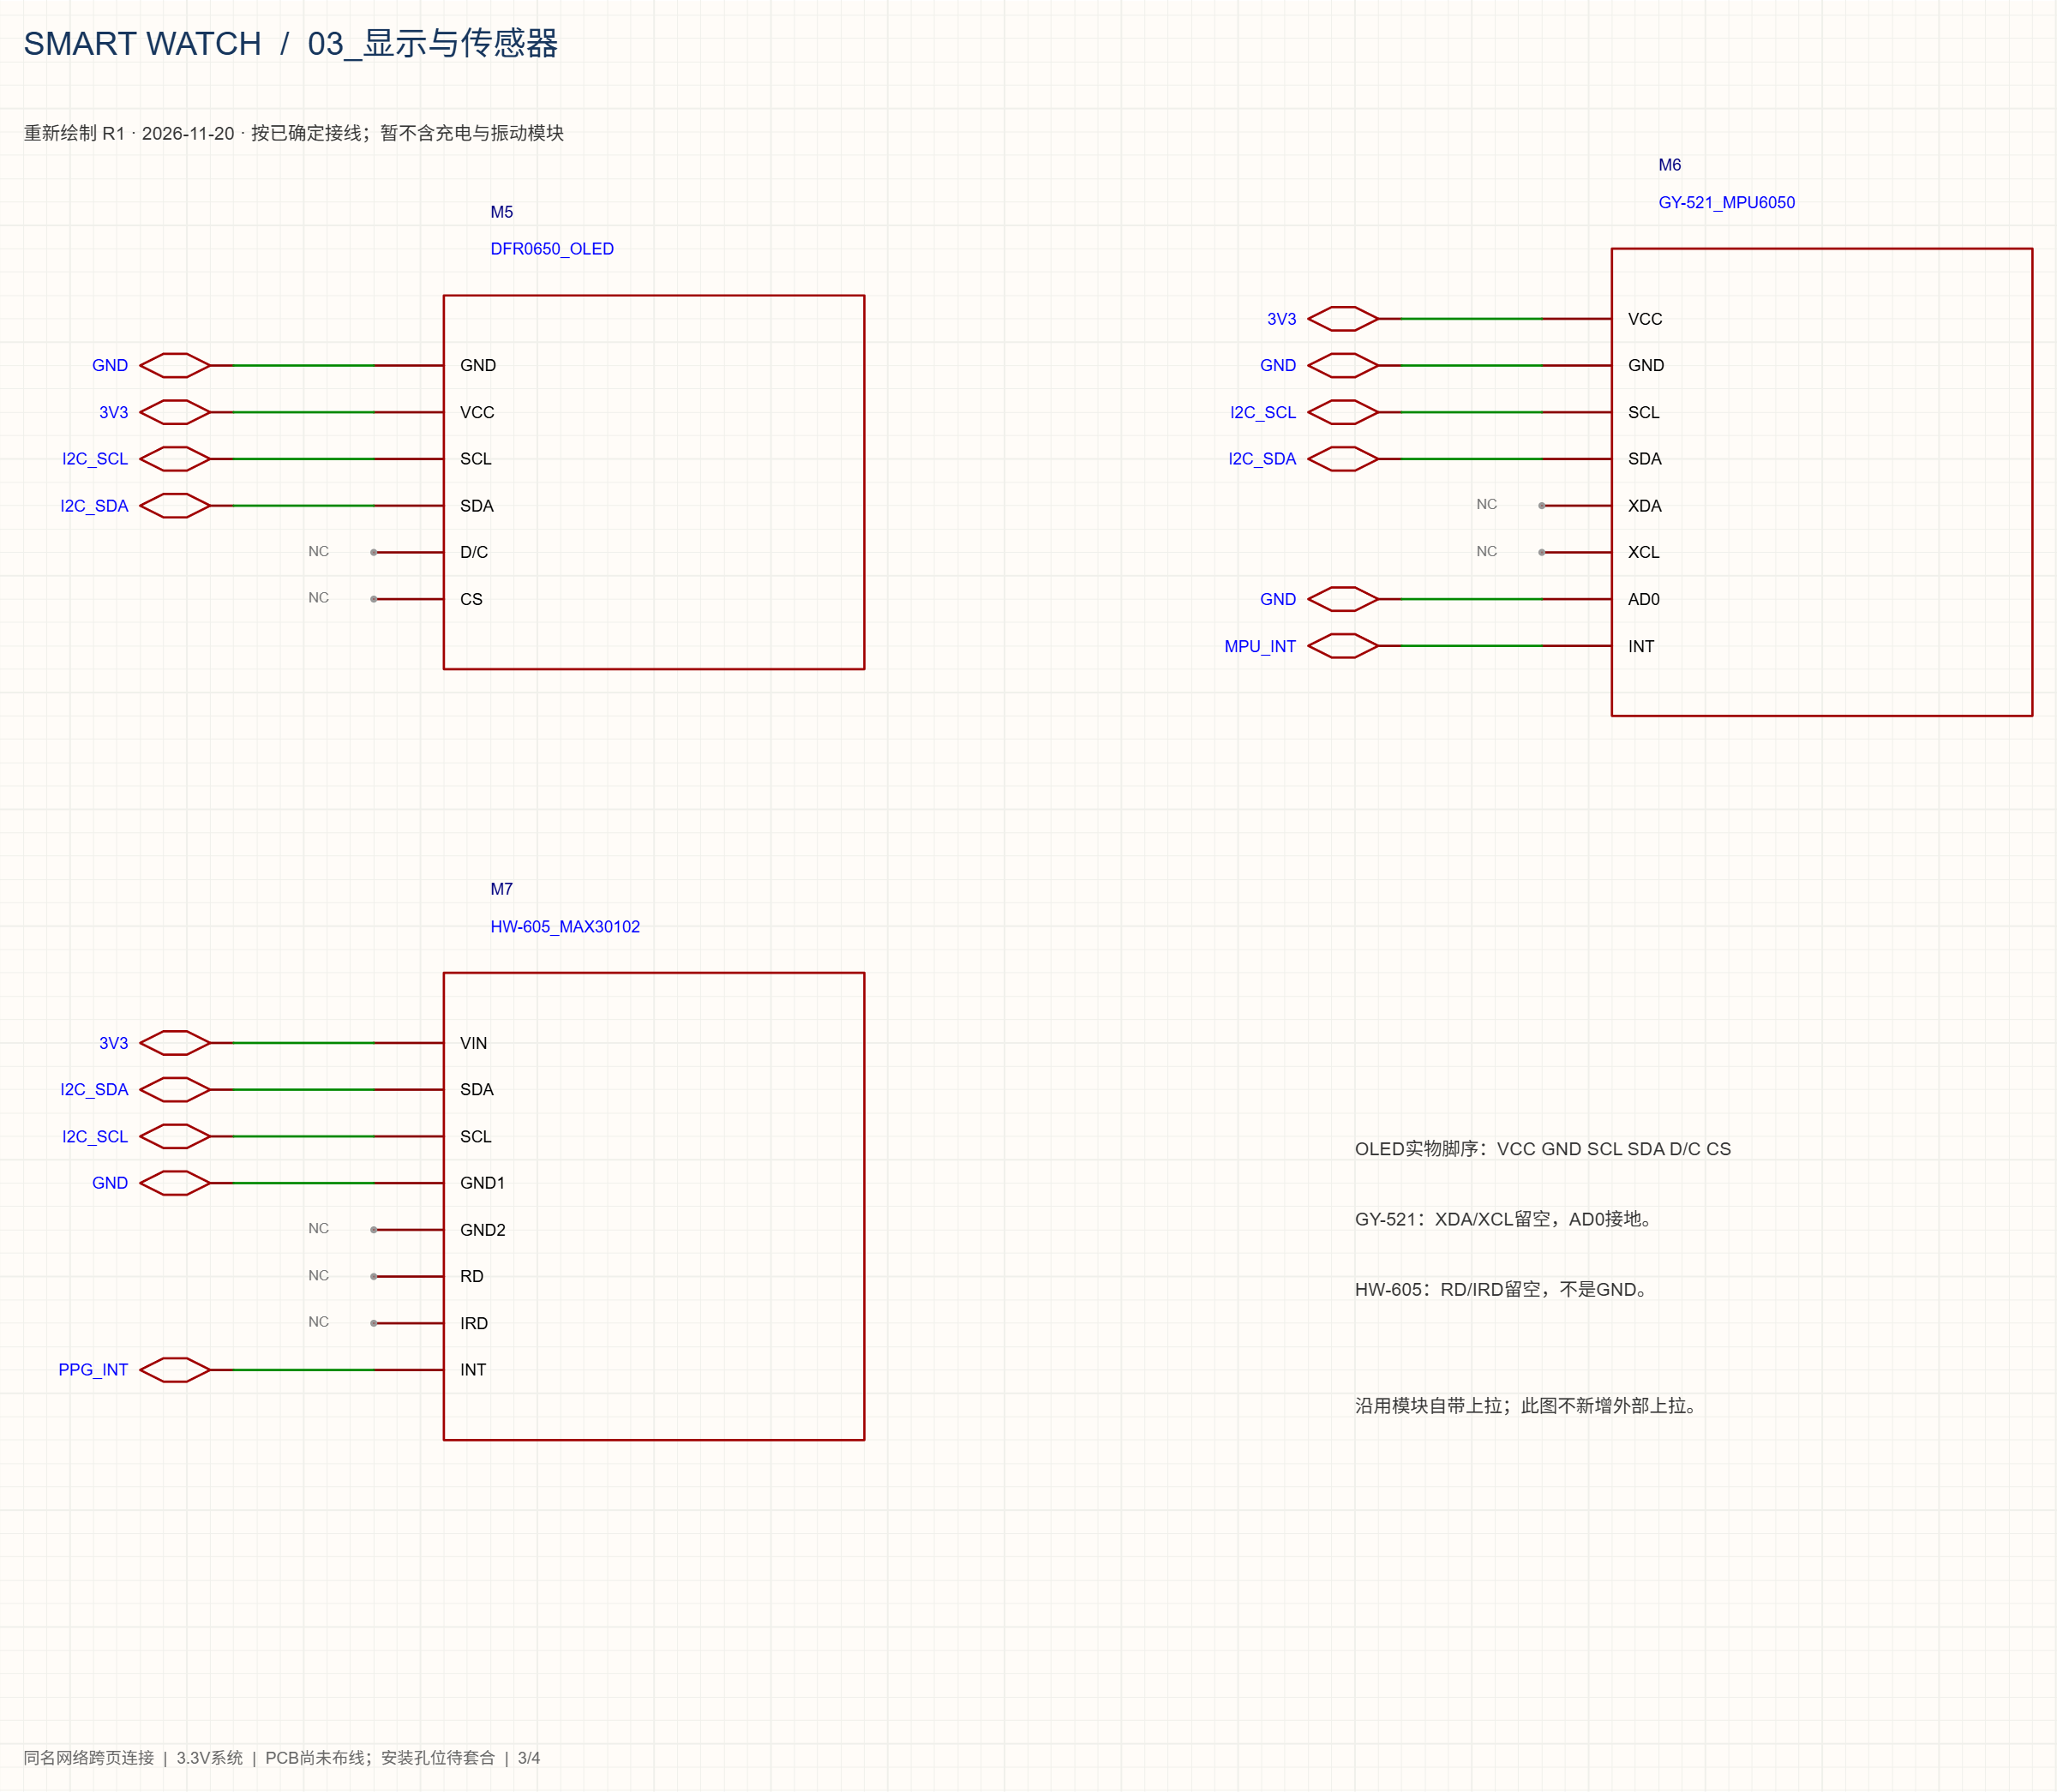 SMART WATCH / 03_显示与传感器
重新绘制 R1 · 2026-11-20 · 按已确定接线；暂不含充电与振动模块
M5
DFR0650_OLED
GND GND
3V3 VCC
I2C_SCL SCL
I2C_SDA SDA
NC D/C
NC CS
M6
GY-521_MPU6050
3V3 VCC
GND GND
I2C_SCL SCL
I2C_SDA SDA
NC XDA
NC XCL
GND AD0
MPU_INT INT
M7
HW-605_MAX30102
3V3 VIN
I2C_SDA SDA
I2C_SCL SCL
GND GND1
NC GND2
NC RD
NC IRD
PPG_INT INT
OLED实物脚序：VCC GND SCL SDA D/C CS
GY-521：XDA/XCL留空，AD0接地。
HW-605：RD/IRD留空，不是GND。
沿用模块自带上拉；此图不新增外部上拉。
同名网络跨页连接 | 3.3V系统 | PCB尚未布线；安装孔位待套合 | 3/4